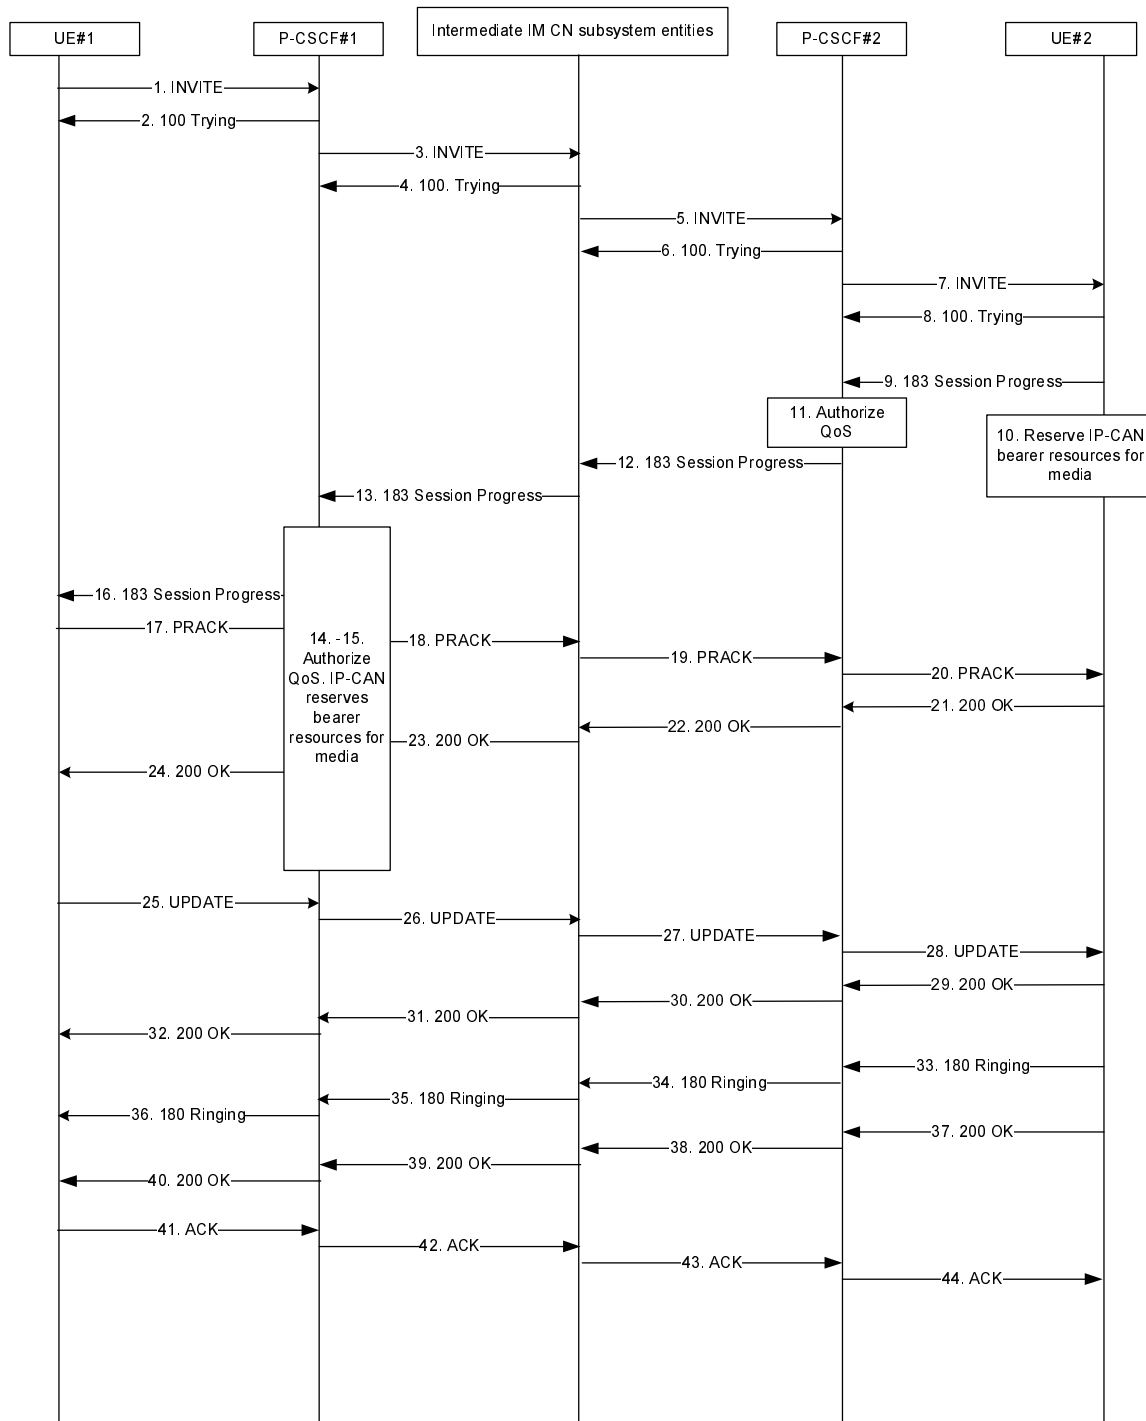 UE#1
P-CSCF#1
Intermediate IM CN subsystem entities
P-CSCF#2
UE#2
1. INVITE
2. 100 Trying
3. INVITE
4. 100. Trying
5. INVITE
6. 100. Trying
7. INVITE
8. 100. Trying
9. 183 Session Progress
11. Authorize
QoS
10. Reserve IP-CAN
bearer resources for
media
12. 183 Session Progress
13. 183 Session Progress
14. -15.
Authorize
QoS. IP-CAN
reserves
bearer
resources for
media
16. 183 Session Progress
17. PRACK
18. PRACK
19. PRACK
20. PRACK
21. 200 OK
22. 200 OK
23. 200 OK
24. 200 OK
25. UPDATE
26. UPDATE
27. UPDATE
28. UPDATE
29. 200 OK
30. 200 OK
31. 200 OK
32. 200 OK
33. 180 Ringing
34. 180 Ringing
35. 180 Ringing
36. 180 Ringing
37. 200 OK
38. 200 OK
39. 200 OK
40. 200 OK
41. ACK
42. ACK
43. ACK
44. ACK